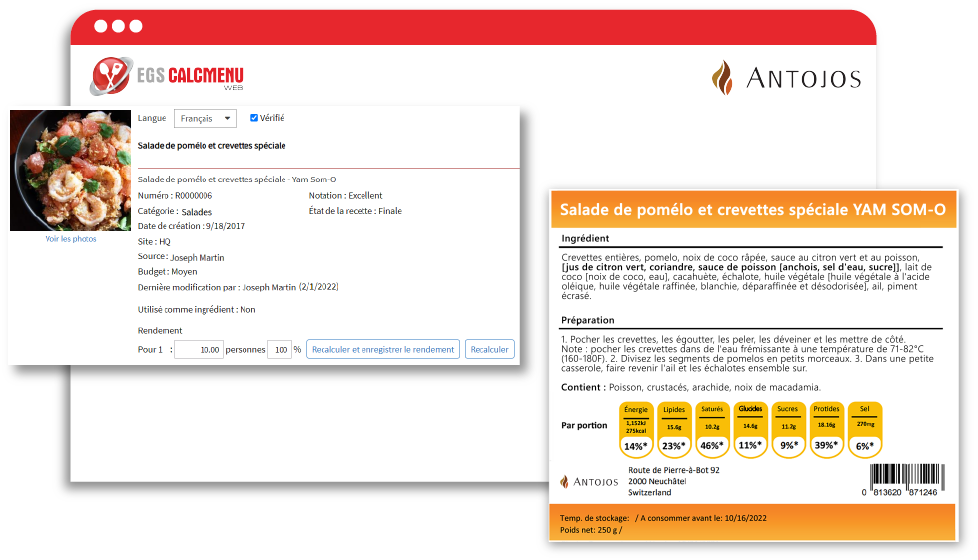 EGS CALCMENU
WEB
ANTOJOS
Langue Français Vérifié
Salade de pomélo et crevettes spéciale
Salade de pomélo et crevettes spéciale - Yam Som-O
Numéro : R0000006 Notation : Excellent
Catégorie : Salades État de la recette : Finale
Date de création : 9/18/2017
Voir les photos
Site : HQ
Source : Joseph Martin
Budget : Moyen
Dernière modification par : Joseph Martin (2/1/2022)
Utilisé comme ingrédient : Non
Rendement
Pour 1 : 10.00 personnes 100 % Recalculer et enregistrer le rendement Recalculer
Salade de pomélo et crevettes spéciale YAM SOM-O
Ingrédient
Crevettes entières, pomelo, noix de coco râpée, sauce au citron vert et au poisson,
[jus de citron vert, coriandre, sauce de poisson [anchois, sel d'eau, sucre]], lait de
coco [noix de coco, eau], cacahuète, échalote, huile végétale [huile végétale à l'acide
oléique, huile végétale raffinée, blanchie, déparaffinée et désodorisée], ail, piment
écrasé.
Préparation
1. Pocher les crevettes, les égoutter, les peler, les déveiner et les mettre de côté.
Note : pocher les crevettes dans de l'eau frémissante à une température de 71-82°C
(160-180F). 2. Divisez les segments de pomelos en petits morceaux. 3. Dans une petite
casserole, faire revenir l'ail et les échalotes ensemble sur.
Contient : Poisson, crustacés, arachide, noix de macadamia.
Par portion
Énergie Lipides Saturés Glucides Sucres Protides Sel
1,152kJ
275kcal 15.6g 10.2g 14.6g 11.2g 18.16g 270mg
14%* 23%* 46%* 11%* 9%* 39%* 6%*
ANTOJOS
Route de Pierre-à-Bot 92
2000 Neuchâtel
Switzerland
0 813620 871246
Temp. de stockage: / A consommer avant le: 10/16/2022
Poids net: 250 g /